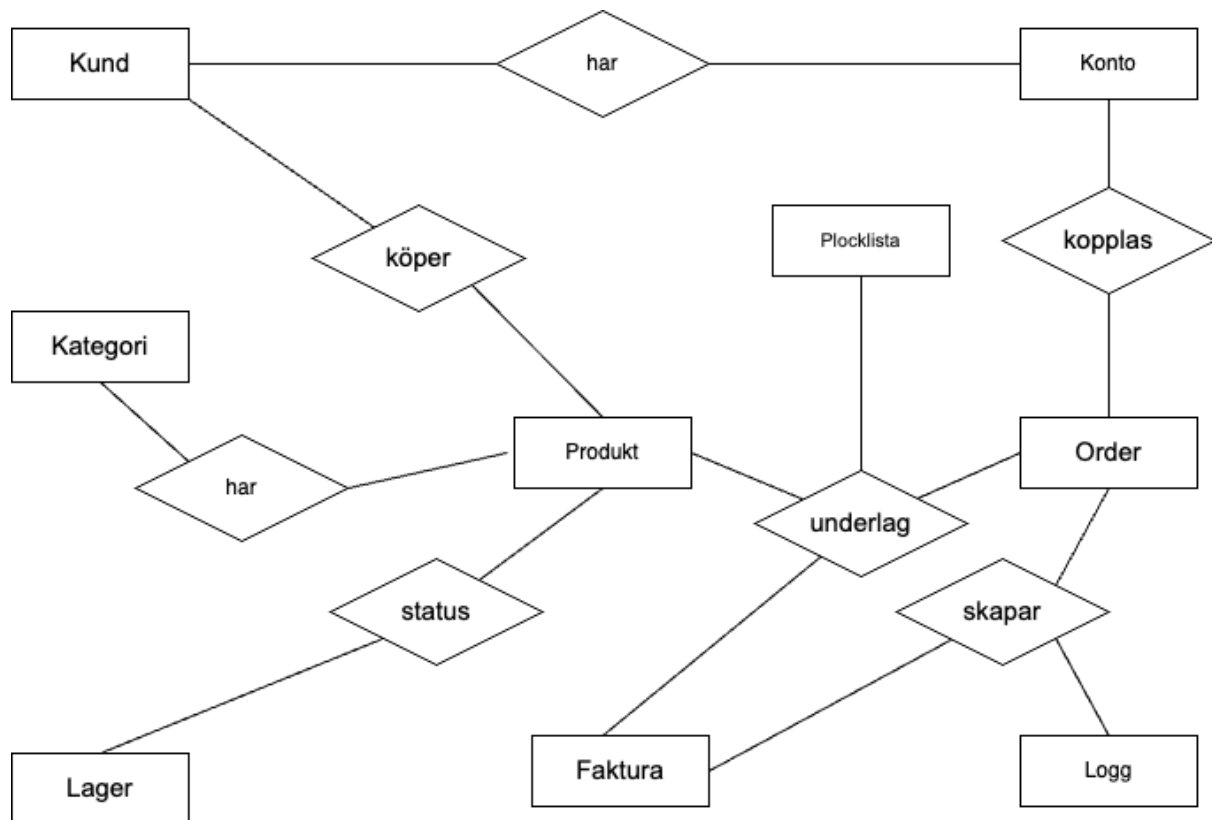 Kund
har
Konto
Plocklista
kopplas
köper
Kategori
Produkt
Order
har
underlag
status
skapar
Faktura
Logg
Lager